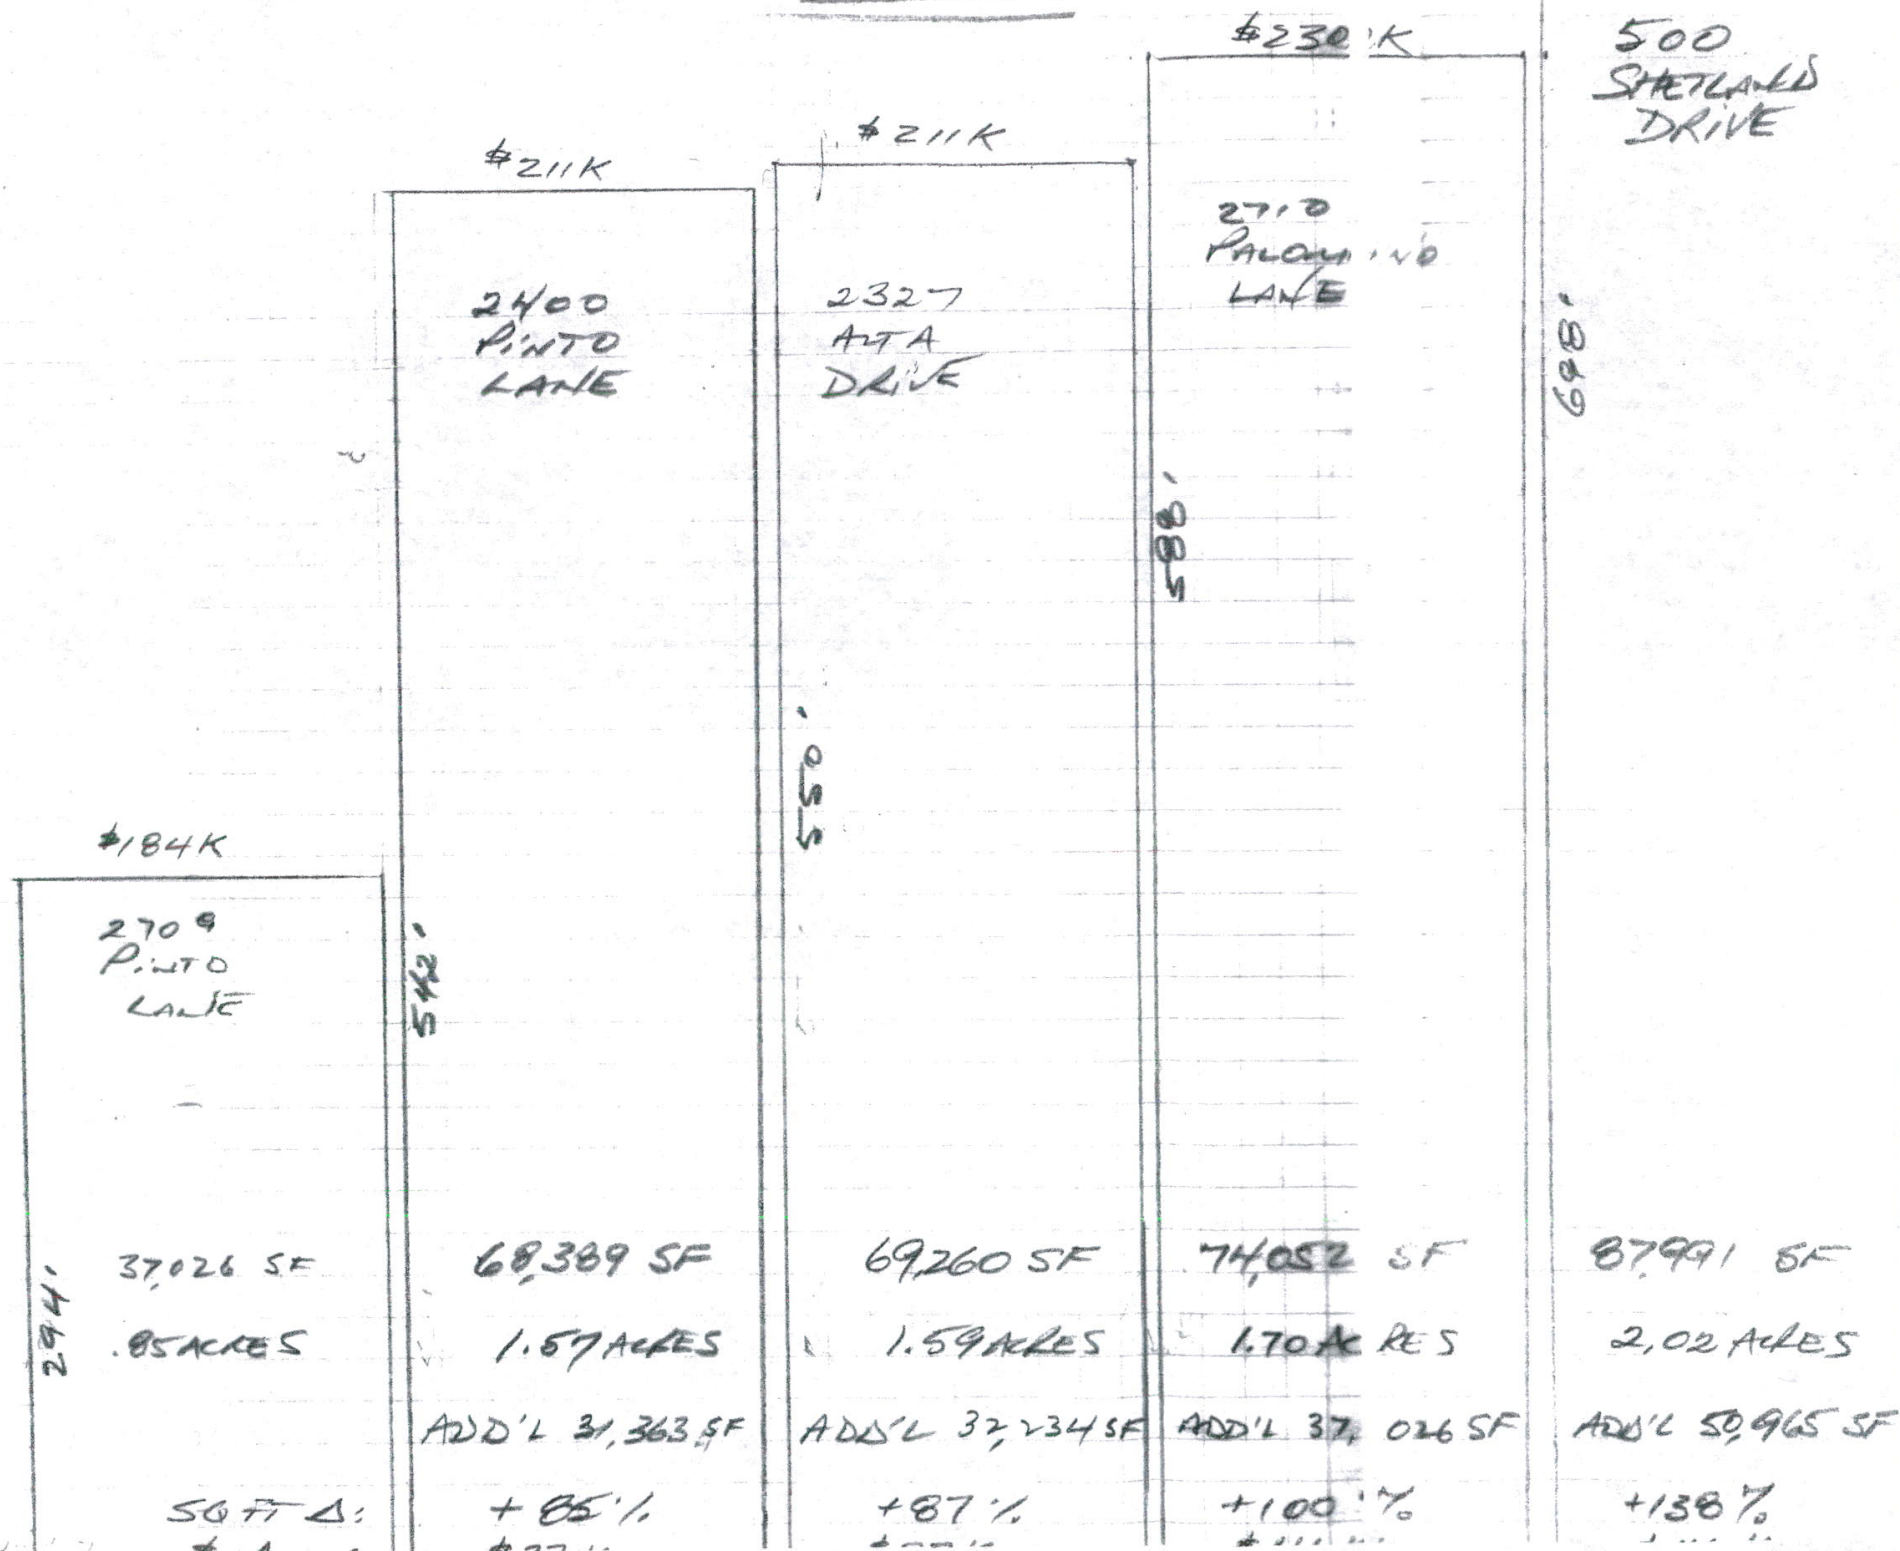 $184K
2709
PINTO
LANE
294'
37,026 SF
.85 ACRES
SQ FT Δ:
$211K
2400
PINTO
LANE
542'
68,389 SF
1.57 ACRES
ADD'L 31,363 SF
+85%
$211K
2327
ALTA
DRIVE
550'
69,260 SF
1.59 ACRES
ADD'L 32,234 SF
+87%
$230K
2710
PALOMINO
LANE
588'
74,052 SF
1.70 ACRES
ADD'L 37,026 SF
+100%
500
SHETLAND
DRIVE
698'
87,991 SF
2.02 ACRES
ADD'L 50,965 SF
+138%